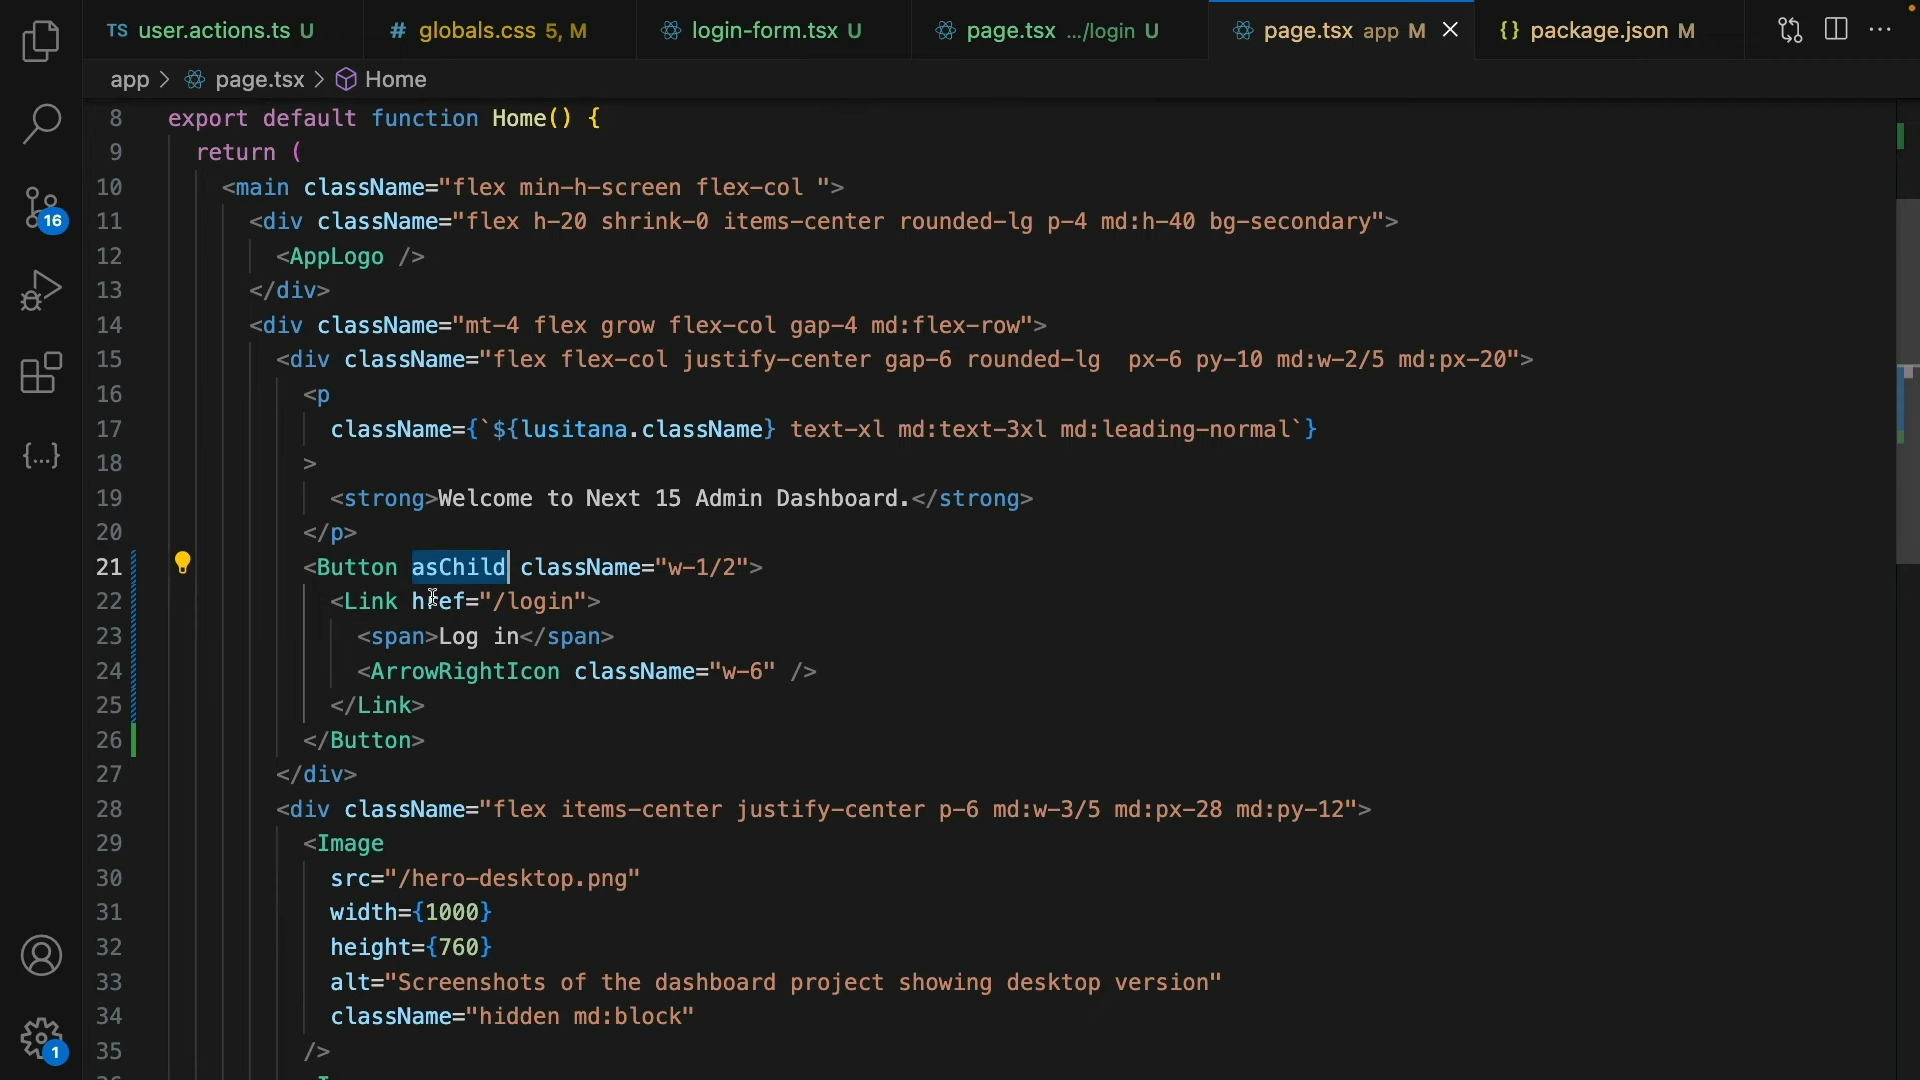 TS user.actions.ts U
# globals.css 5, M
login-form.tsx U
page.tsx .../login U
page.tsx app M
{} package.json M
app > page.tsx > Home
8 export default function Home() {
9 return (
10 <main className="flex min-h-screen flex-col ">
11 <div className="flex h-20 shrink-0 items-center rounded-lg p-4 md:h-40 bg-secondary">
12 <AppLogo />
13 </div>
14 <div className="mt-4 flex grow flex-col gap-4 md:flex-row">
15 <div className="flex flex-col justify-center gap-6 rounded-lg  px-6 py-10 md:w-2/5 md:px-20">
16 <p
17 className={`${lusitana.className} text-xl md:text-3xl md:leading-normal`}
18 >
19 <strong>Welcome to Next 15 Admin Dashboard.</strong>
20 </p>
21 <Button asChild className="w-1/2">
22 <Link href="/login">
23 <span>Log in</span>
24 <ArrowRightIcon className="w-6" />
25 </Link>
26 </Button>
27 </div>
28 <div className="flex items-center justify-center p-6 md:w-3/5 md:px-28 md:py-12">
29 <Image
30 src="/hero-desktop.png"
31 width={1000}
32 height={760}
33 alt="Screenshots of the dashboard project showing desktop version"
34 className="hidden md:block"
35 />
16
{...}
1